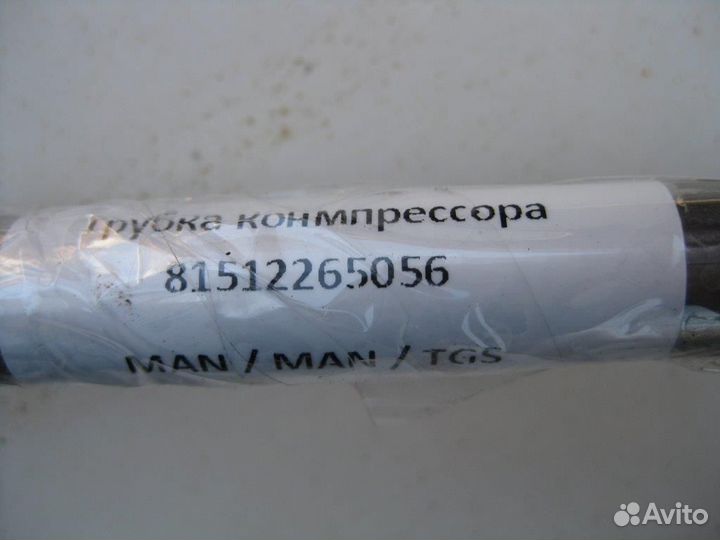 Трубка конмпрессора
81512265056
MAN / MAN / TGS
Avito